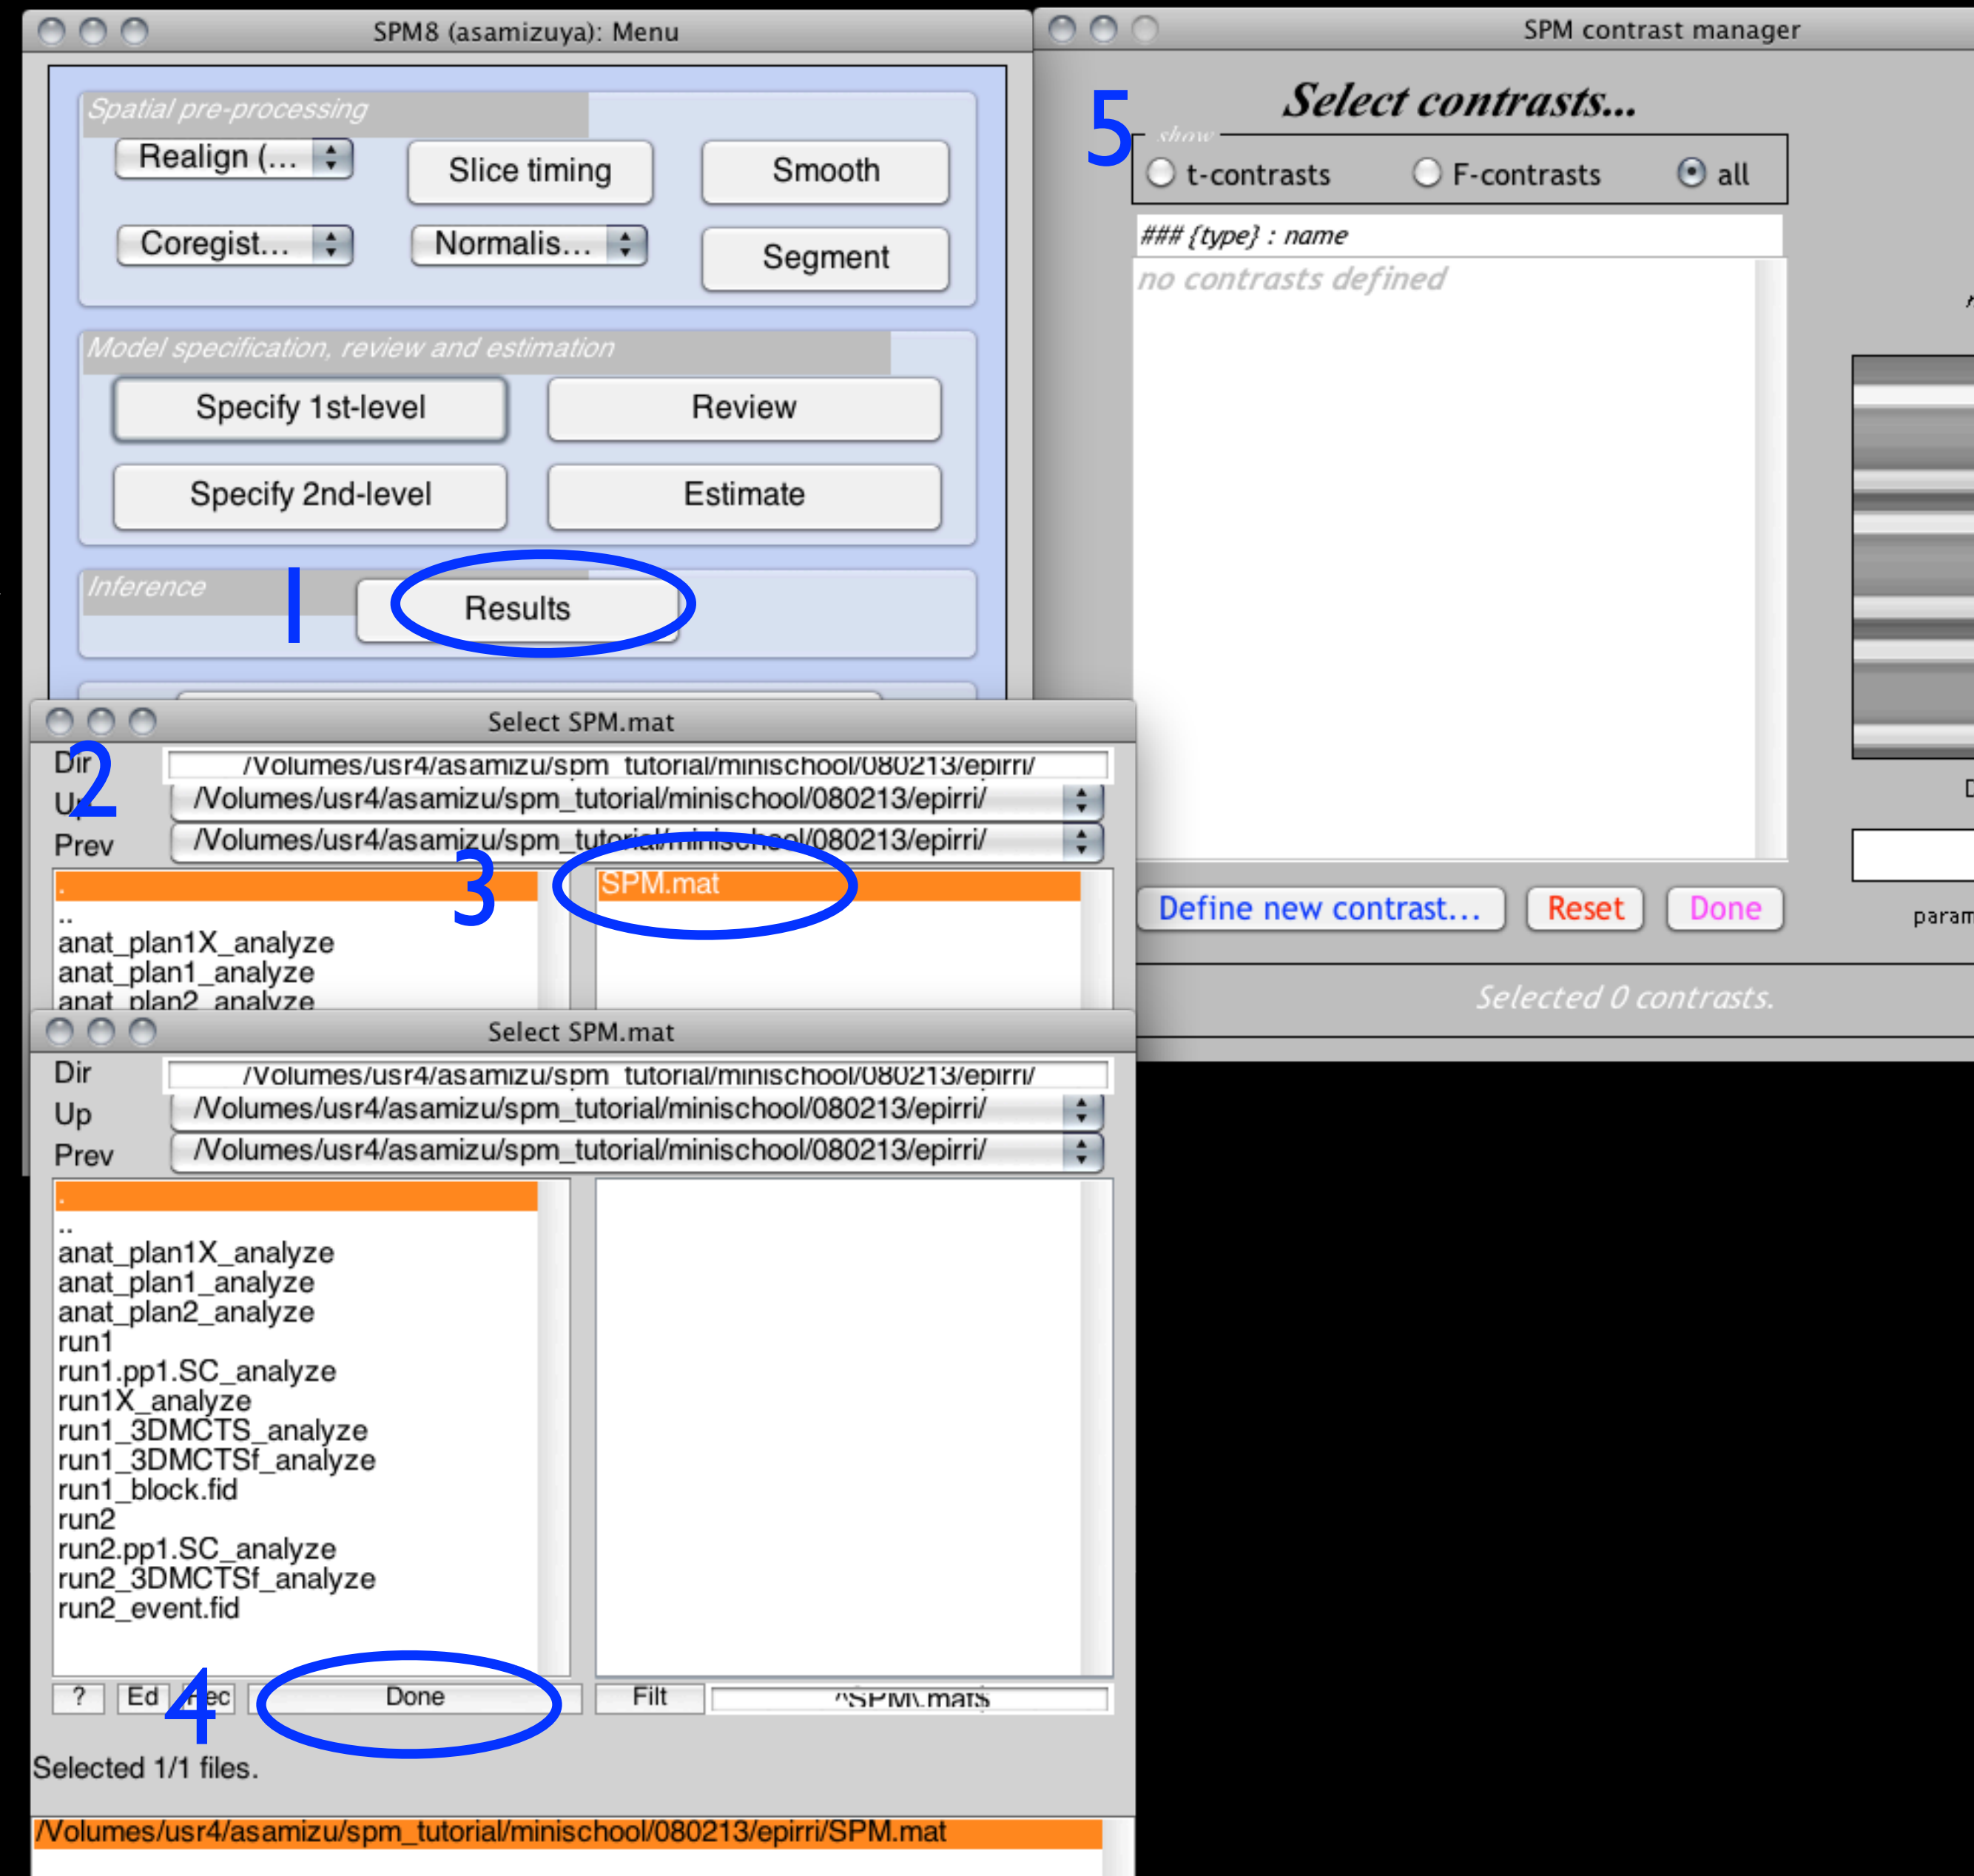 SPM8 (asamizuya): Menu
Spatial pre-processing
Realign (...
Slice timing
Smooth
Coregist...
Normalis...
Segment
Model specification, review and estimation
Specify 1st-level
Review
Specify 2nd-level
Estimate
Inference
1
Results
Select SPM.mat
2
Dir
/Volumes/usr4/asamizu/spm_tutorial/minischool/080213/epirri/
Up
/Volumes/usr4/asamizu/spm_tutorial/minischool/080213/epirri/
Prev
/Volumes/usr4/asamizu/spm_tutorial/minischool/080213/epirri/
3
.
SPM.mat
..
anat_plan1X_analyze
anat_plan1_analyze
anat_plan2_analyze
Select SPM.mat
Dir
/Volumes/usr4/asamizu/spm_tutorial/minischool/080213/epirri/
Up
/Volumes/usr4/asamizu/spm_tutorial/minischool/080213/epirri/
Prev
/Volumes/usr4/asamizu/spm_tutorial/minischool/080213/epirri/
.
..
anat_plan1X_analyze
anat_plan1_analyze
anat_plan2_analyze
run1
run1.pp1.SC_analyze
run1X_analyze
run1_3DMCTS_analyze
run1_3DMCTSf_analyze
run1_block.fid
run2
run2.pp1.SC_analyze
run2_3DMCTSf_analyze
run2_event.fid
?
Ed
Rec
4
Done
Filt
^SPM\.mat$
Selected 1/1 files.
/Volumes/usr4/asamizu/spm_tutorial/minischool/080213/epirri/SPM.mat
SPM contrast manager
5
Select contrasts...
show
t-contrasts
F-contrasts
all
### {type} : name
no contrasts defined
Define new contrast...
Reset
Done
param
Selected 0 contrasts.